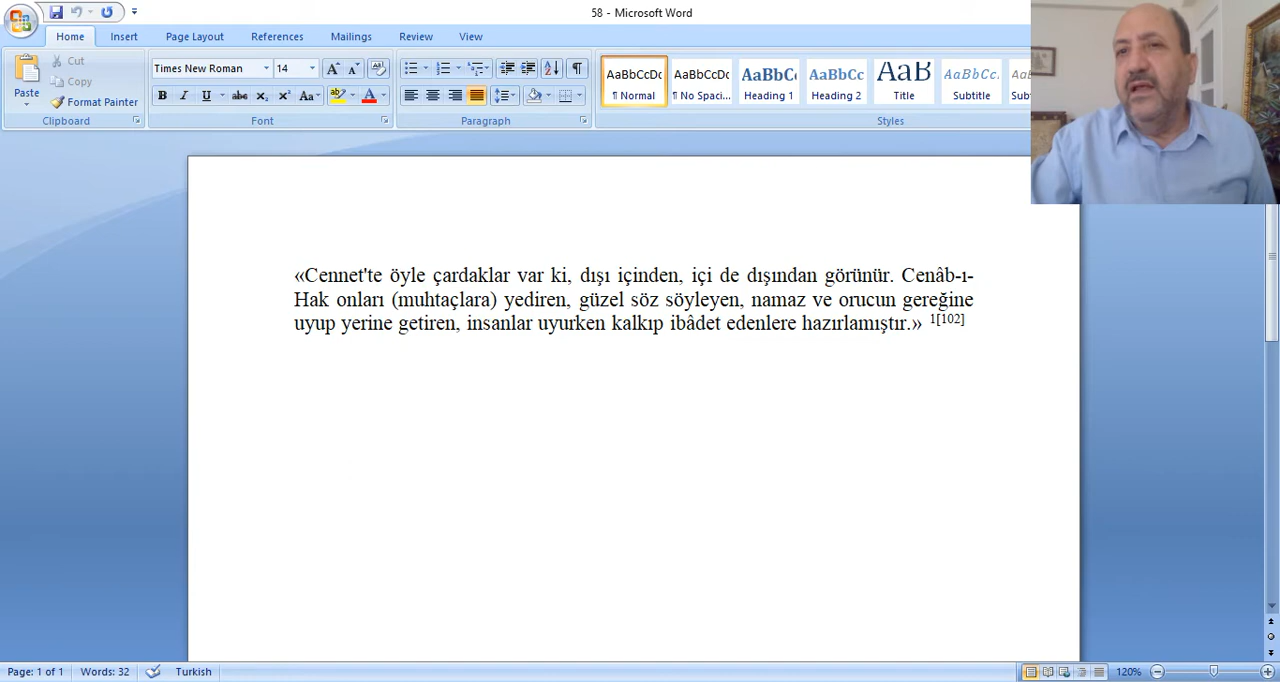 58 - Microsoft Word
Home Insert Page Layout References Mailings Review View
Paste
Cut
Copy
Format Painter
Clipboard
Times New Roman 14
Font
Paragraph
AaBbCcDc AaBbCcDc AaBbC AaBbCc AaB AaBbCc.
¶ Normal ¶ No Spaci... Heading 1 Heading 2 Title Subtitle
Styles
«Cennet'te öyle çardaklar var ki, dışı içinden, içi de dışından görünür. Cenâb-ı-
Hak onları (muhtaçlara) yediren, güzel söz söyleyen, namaz ve orucun gereğine
uyup yerine getiren, insanlar uyurken kalkıp ibâdet edenlere hazırlamıştır.» 1[102]
Page: 1 of 1 Words: 32 Turkish 120%